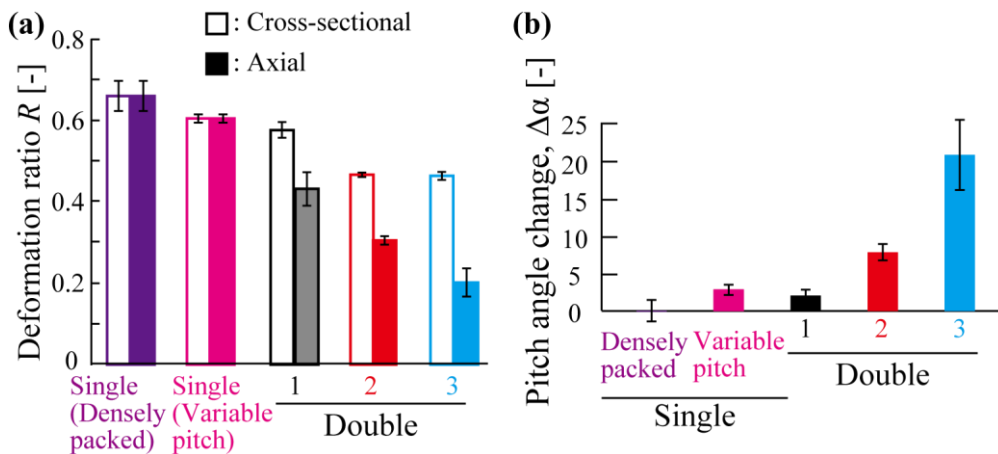 (a)
: Cross-sectional
: Axial
Deformation ratio R [-]
0.8
0.6
0.4
0.2
0
Single
(Densely
packed)
Single
(Variable
pitch)
1
2
3
Double
(b)
Pitch angle change, Δα [-]
25
20
15
10
5
0
Densely
packed
Variable
pitch
1
2
3
Single
Double